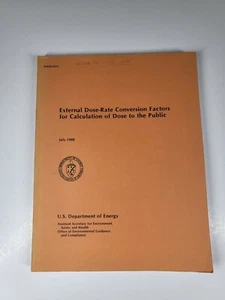 External Dose-Rate Conversion Factors
for Calculation of Dose to the Public
July 1988
U.S. Department of Energy
Assistant Secretary for Environment,
Safety and Health
Office of Environmental Guidance
and Compliance